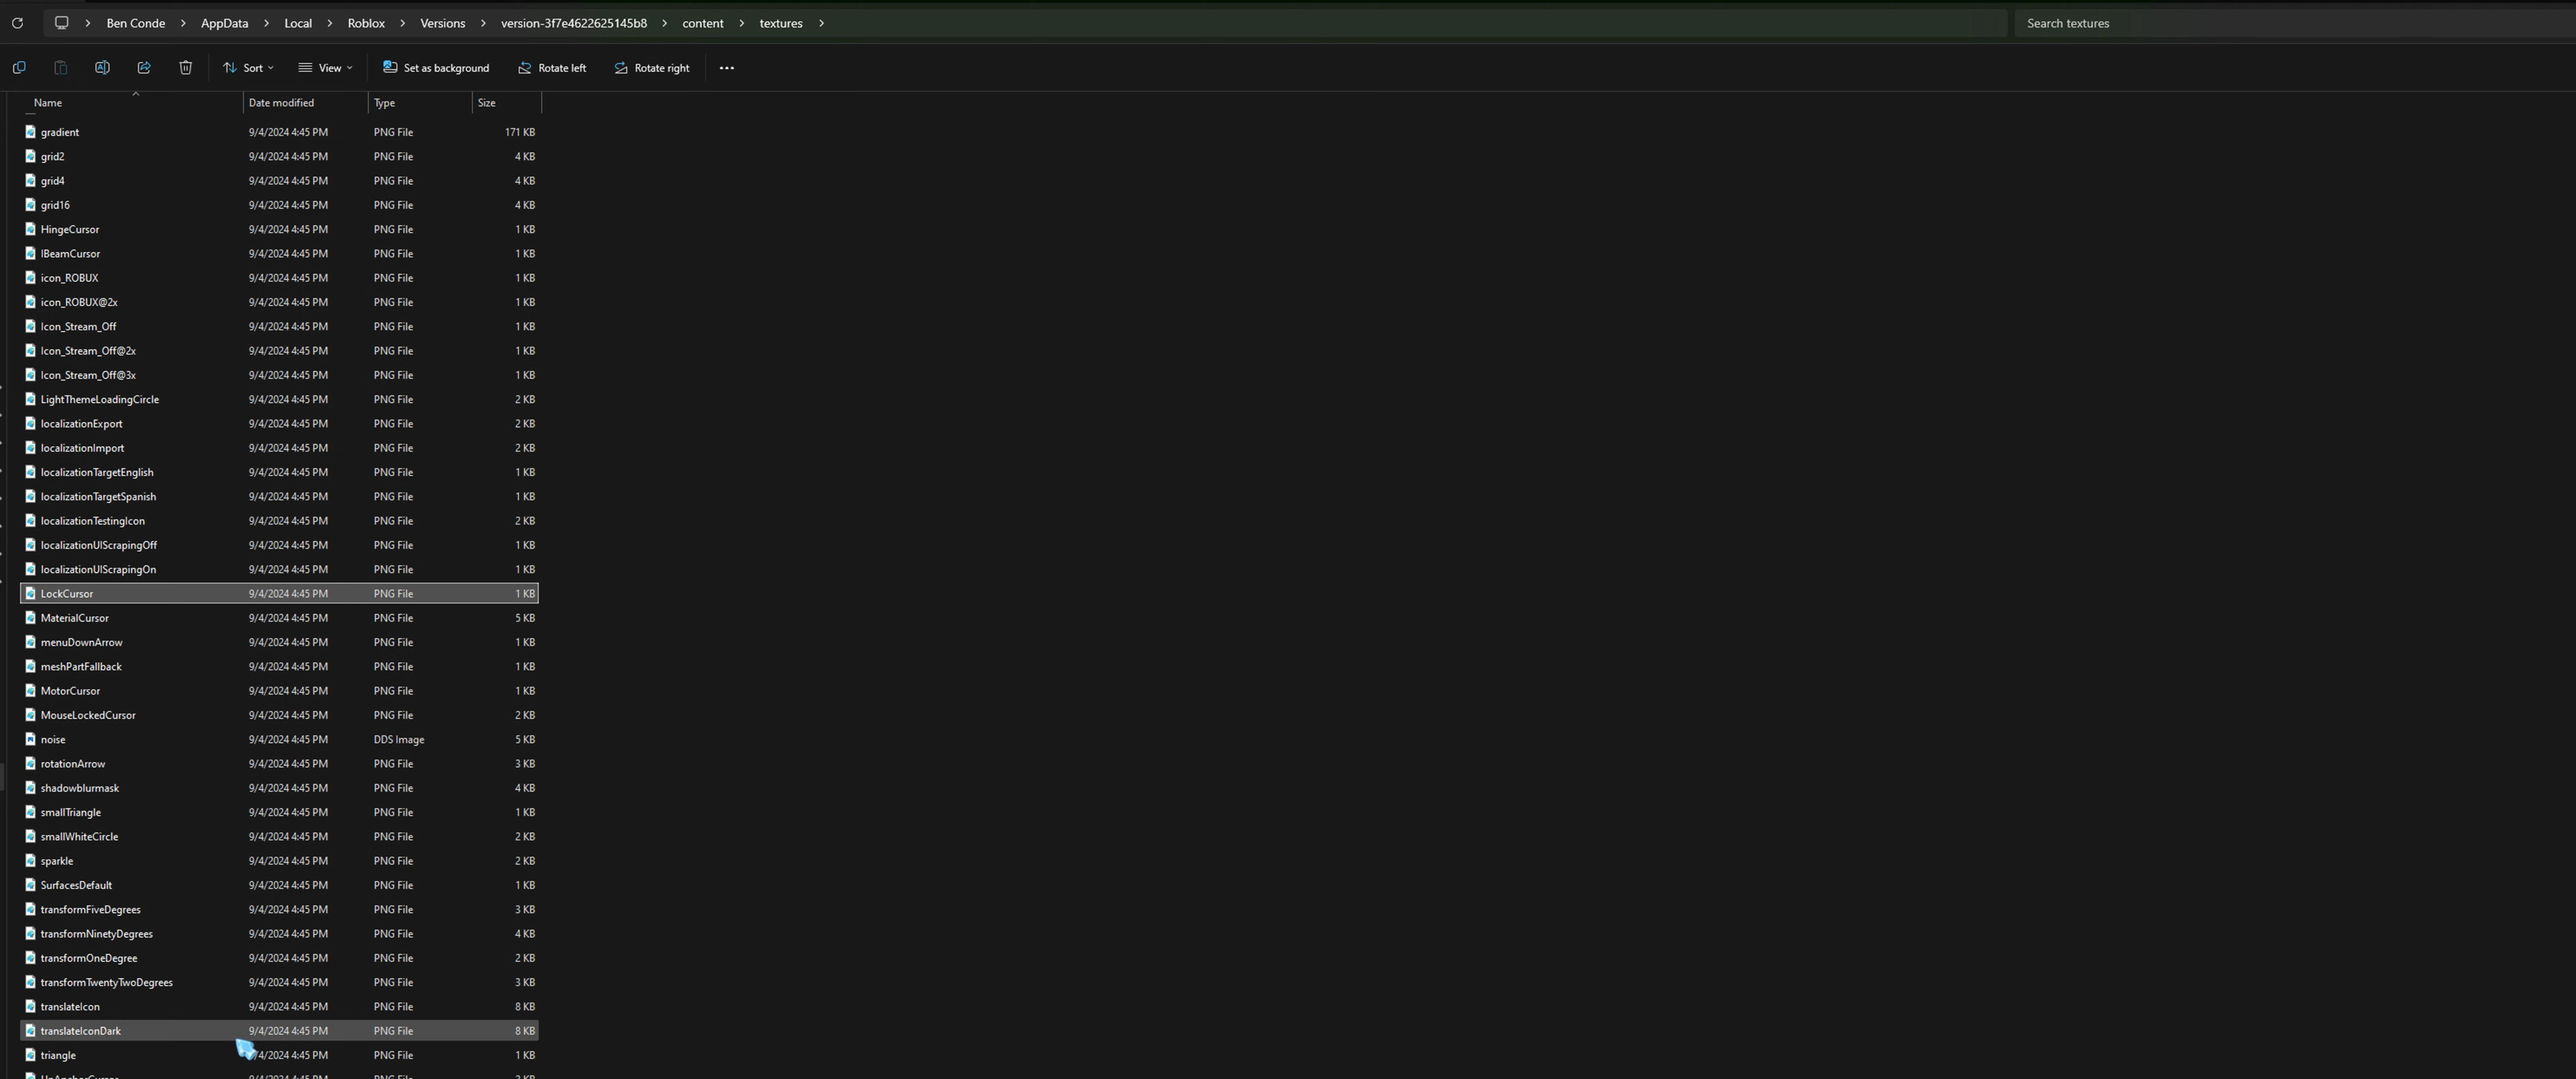 Ben Conde > AppData > Local > Roblox > Versions > version-3f7e4622625145b8 > content > textures >
Search textures
Sort View Set as background Rotate left Rotate right
Name Date modified Type Size
gradient 9/4/2024 4:45 PM PNG File 171 KB
grid2 9/4/2024 4:45 PM PNG File 4 KB
grid4 9/4/2024 4:45 PM PNG File 4 KB
grid16 9/4/2024 4:45 PM PNG File 4 KB
HingeCursor 9/4/2024 4:45 PM PNG File 1 KB
IBeamCursor 9/4/2024 4:45 PM PNG File 1 KB
icon_ROBUX 9/4/2024 4:45 PM PNG File 1 KB
icon_ROBUX@2x 9/4/2024 4:45 PM PNG File 1 KB
Icon_Stream_Off 9/4/2024 4:45 PM PNG File 1 KB
Icon_Stream_Off@2x 9/4/2024 4:45 PM PNG File 1 KB
Icon_Stream_Off@3x 9/4/2024 4:45 PM PNG File 1 KB
LightThemeLoadingCircle 9/4/2024 4:45 PM PNG File 2 KB
localizationExport 9/4/2024 4:45 PM PNG File 2 KB
localizationImport 9/4/2024 4:45 PM PNG File 2 KB
localizationTargetEnglish 9/4/2024 4:45 PM PNG File 1 KB
localizationTargetSpanish 9/4/2024 4:45 PM PNG File 1 KB
localizationTestingIcon 9/4/2024 4:45 PM PNG File 2 KB
localizationUIScrapingOff 9/4/2024 4:45 PM PNG File 1 KB
localizationUIScrapingOn 9/4/2024 4:45 PM PNG File 1 KB
LockCursor 9/4/2024 4:45 PM PNG File 1 KB
MaterialCursor 9/4/2024 4:45 PM PNG File 5 KB
menuDownArrow 9/4/2024 4:45 PM PNG File 1 KB
meshPartFallback 9/4/2024 4:45 PM PNG File 1 KB
MotorCursor 9/4/2024 4:45 PM PNG File 1 KB
MouseLockedCursor 9/4/2024 4:45 PM PNG File 2 KB
noise 9/4/2024 4:45 PM DDS Image 5 KB
rotationArrow 9/4/2024 4:45 PM PNG File 3 KB
shadowblurmask 9/4/2024 4:45 PM PNG File 4 KB
smallTriangle 9/4/2024 4:45 PM PNG File 1 KB
smallWhiteCircle 9/4/2024 4:45 PM PNG File 2 KB
sparkle 9/4/2024 4:45 PM PNG File 2 KB
SurfacesDefault 9/4/2024 4:45 PM PNG File 1 KB
transformFiveDegrees 9/4/2024 4:45 PM PNG File 3 KB
transformNinetyDegrees 9/4/2024 4:45 PM PNG File 4 KB
transformOneDegree 9/4/2024 4:45 PM PNG File 2 KB
transformTwentyTwoDegrees 9/4/2024 4:45 PM PNG File 3 KB
translateIcon 9/4/2024 4:45 PM PNG File 8 KB
translateIconDark 9/4/2024 4:45 PM PNG File 8 KB
triangle /4/2024 4:45 PM PNG File 1 KB